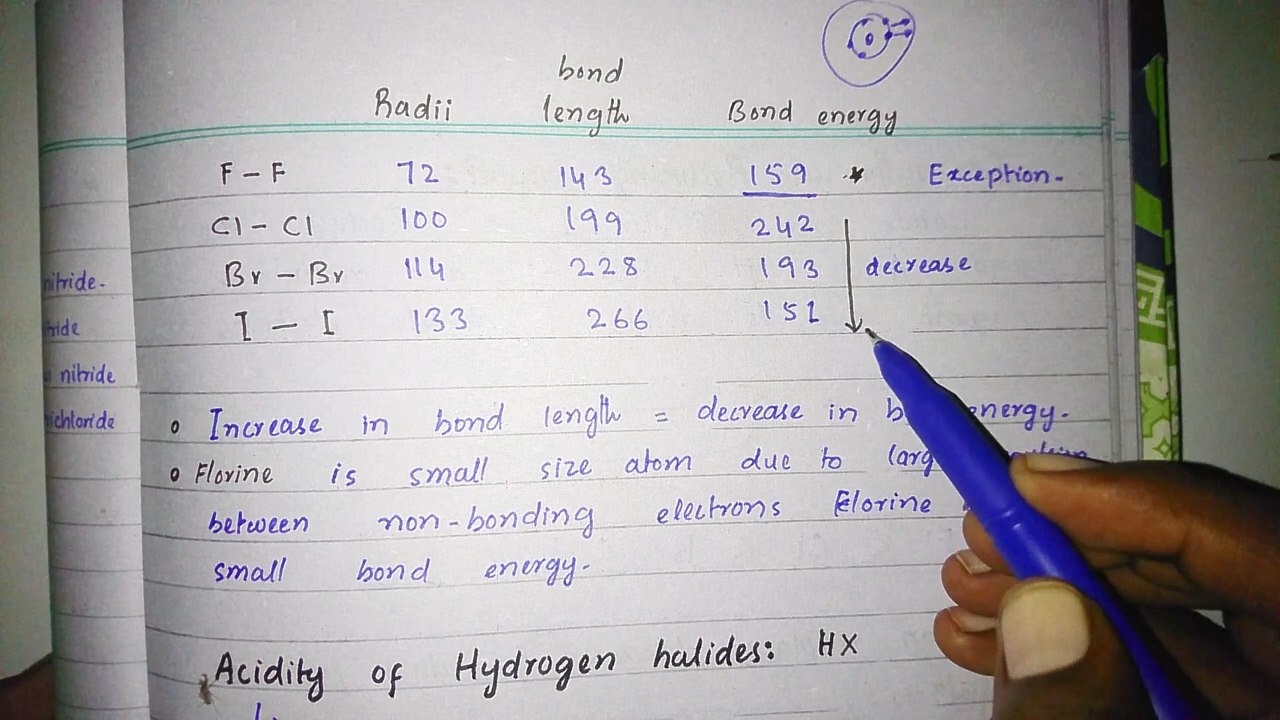 bond
Radii length Bond energy
F - F 72 143 159 * Exception.
Cl - Cl 100 199 242
nitride. Br - Br 114 228 193 decrease
I - I 133 266 151
nitride
Increase in bond length = decrease in energy.
Florine is small size atom due to
between non-bonding electrons Florine
small bond energy.
Acidity of Hydrogen halides: HX